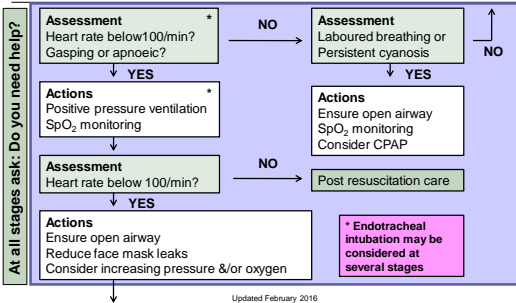 At all stages ask: Do you need help?
Assessment *
Heart rate below100/min?
Gasping or apnoeic?
NO
Assessment
Laboured breathing or
Persistent cyanosis
NO
YES
YES
Actions *
Positive pressure ventilation
SpO₂ monitoring
Actions
Ensure open airway
SpO₂ monitoring
Consider CPAP
Assessment
Heart rate below 100/min?
NO
Post resuscitation care
YES
Actions
Ensure open airway
Reduce face mask leaks
Consider increasing pressure &/or oxygen
* Endotracheal
intubation may be
considered at
several stages
Updated February 2016